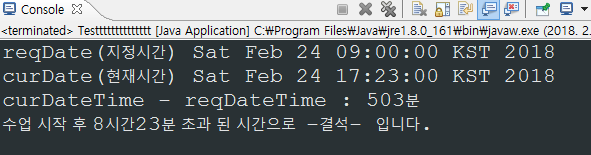 Console
<terminated> Testttttttttttttttt [Java Application] C:₩Program Files₩Java₩jre1.8.0_161₩bin₩javaw.exe (2018. 2.
reqDate(지정시간) Sat Feb 24 09:00:00 KST 2018
curDate(현재시간) Sat Feb 24 17:23:00 KST 2018
curDateTime - reqDateTime : 503분
수업 시작 후 8시간23분 초과 된 시간으로 -결석- 입니다.